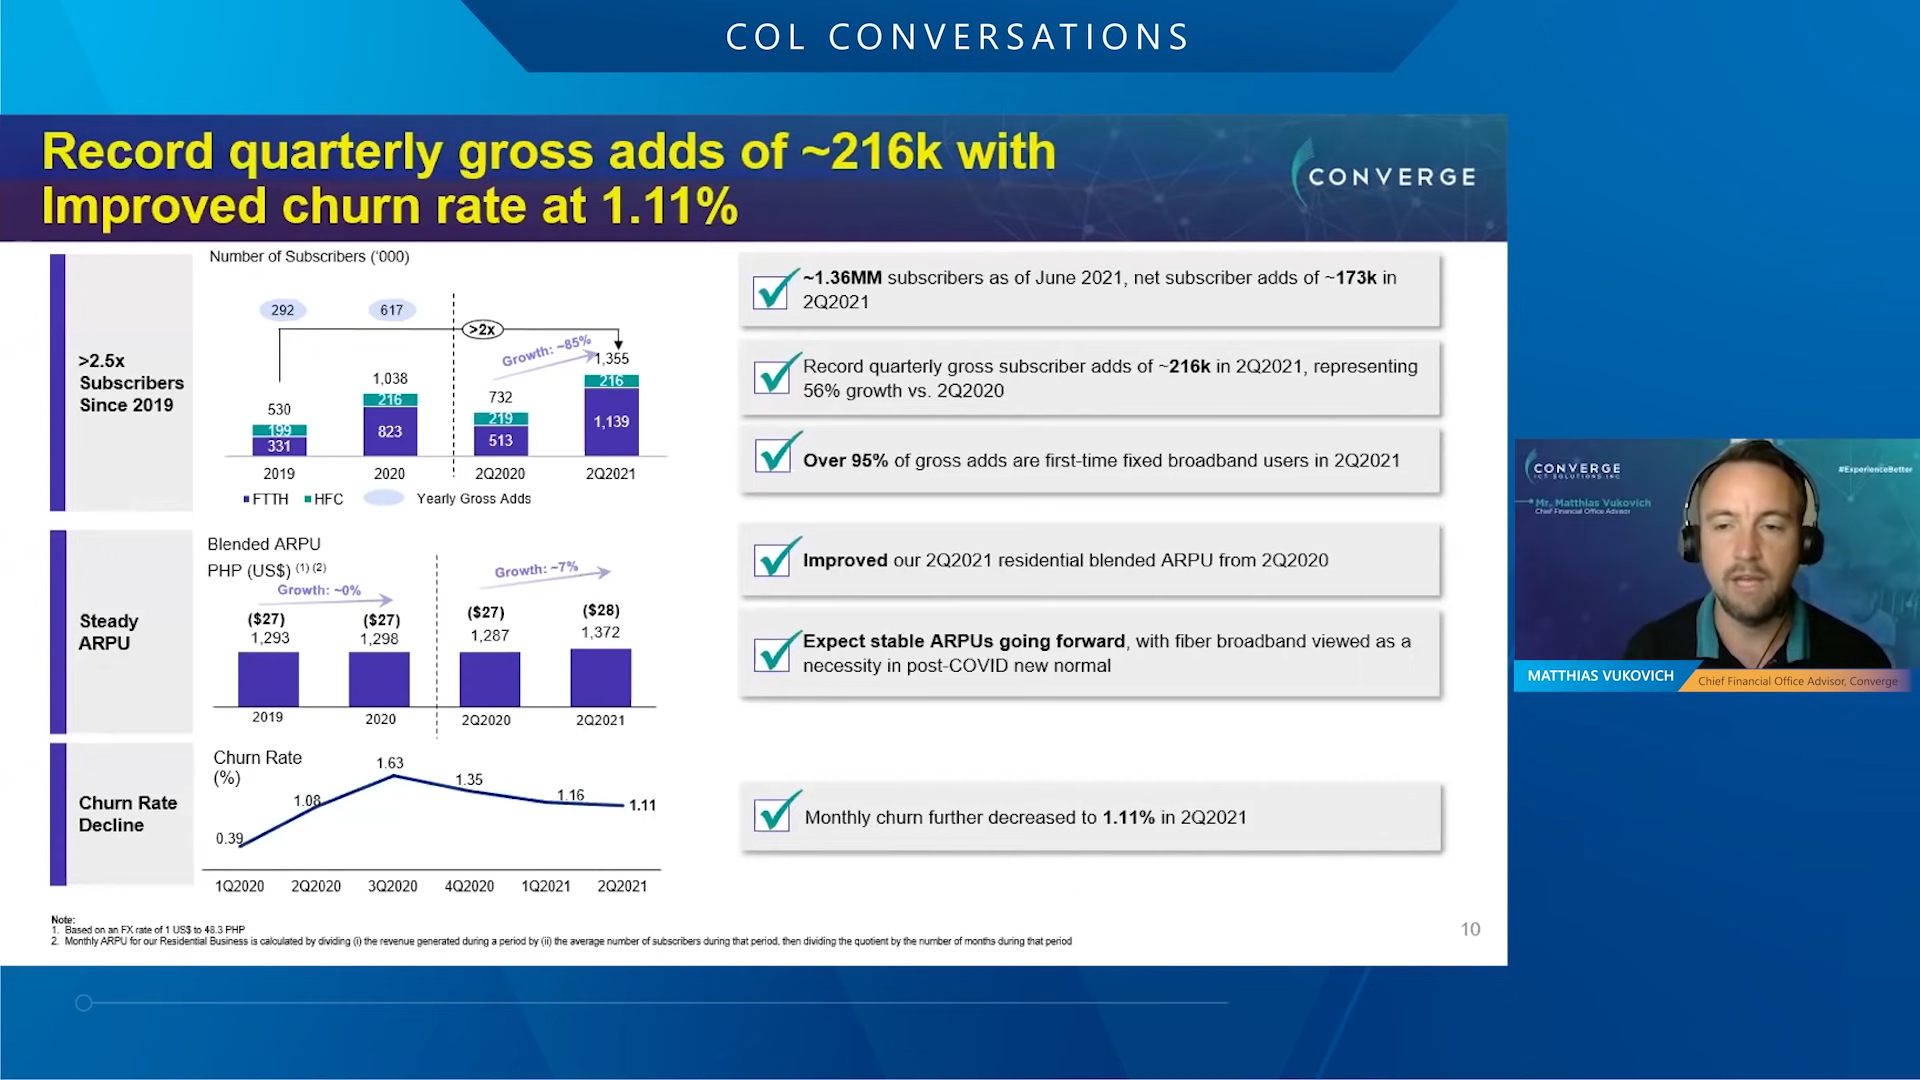 COL CONVERSATIONS
Record quarterly gross adds of ~216k with
Improved churn rate at 1.11%
CONVERGE
>2.5x
Subscribers
Since 2019
Number of Subscribers ('000)
292
617
>2x
Growth: ~85%
1,355
216
1,139
1,038
216
823
732
219
513
530
199
331
2019
2020
2Q2020
2Q2021
FTTH
HFC
Yearly Gross Adds
~1.36MM subscribers as of June 2021, net subscriber adds of ~173k in
2Q2021
Record quarterly gross subscriber adds of ~216k in 2Q2021, representing
56% growth vs. 2Q2020
Over 95% of gross adds are first-time fixed broadband users in 2Q2021
Steady
ARPU
Blended ARPU
PHP (US$) (1) (2)
Growth: ~0%
Growth: ~7%
($27)
1,293
($27)
1,298
($27)
1,287
($28)
1,372
2019
2020
2Q2020
2Q2021
Improved our 2Q2021 residential blended ARPU from 2Q2020
Expect stable ARPUs going forward, with fiber broadband viewed as a
necessity in post-COVID new normal
Churn Rate
Decline
Churn Rate
(%)
0.39
1.08
1.63
1.35
1.16
1.11
1Q2020
2Q2020
3Q2020
4Q2020
1Q2021
2Q2021
Monthly churn further decreased to 1.11% in 2Q2021
Note:
1. Based on an FX rate of 1 US$ to 48.3 PHP
2. Monthly ARPU for our Residential Business is calculated by dividing (i) the revenue generated during a period by (ii) the average number of subscribers during that period, then dividing the quotient by the number of months during that period
10
CONVERGE
ICT SOLUTIONS INC.
#ExperienceBetter
Mr. Matthias Vukovich
Chief Financial Office Advisor
MATTHIAS VUKOVICH
Chief Financial Office Advisor, Converge